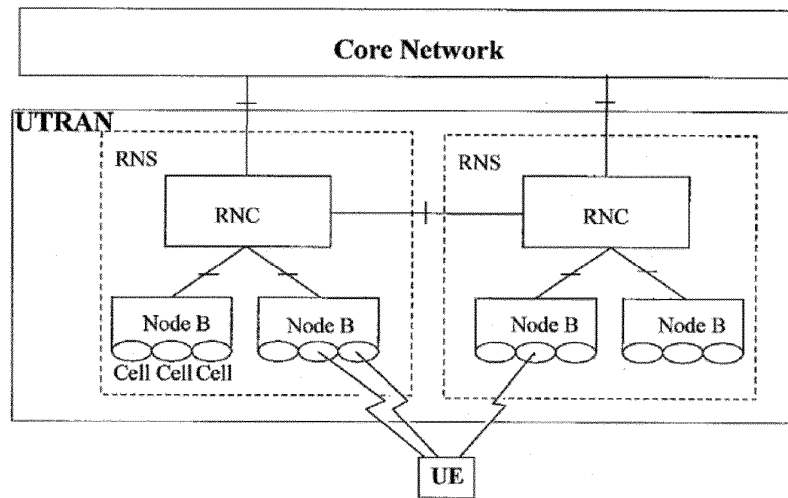 Core Network
UTRAN
RNS
RNS
RNC
RNC
Node B
Node B
Node B
Node B
Cell Cell Cell
UE